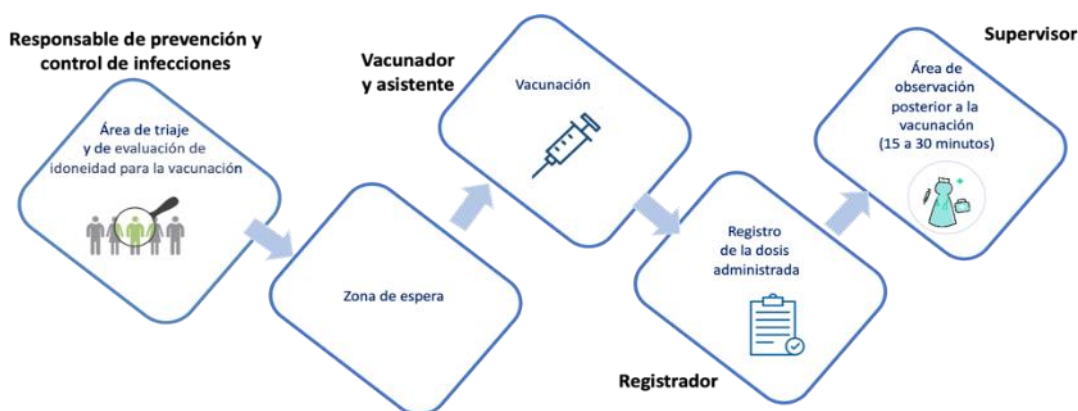 Responsable de prevención y
control de infecciones
Área de triaje
y de evaluación de
idoneidad para la vacunación
Zona de espera
Vacunador
y asistente
Vacunación
Registro
de la dosis
administrada
Registrador
Supervisor
Área de
observación
posterior a la
vacunación
(15 a 30 minutos)